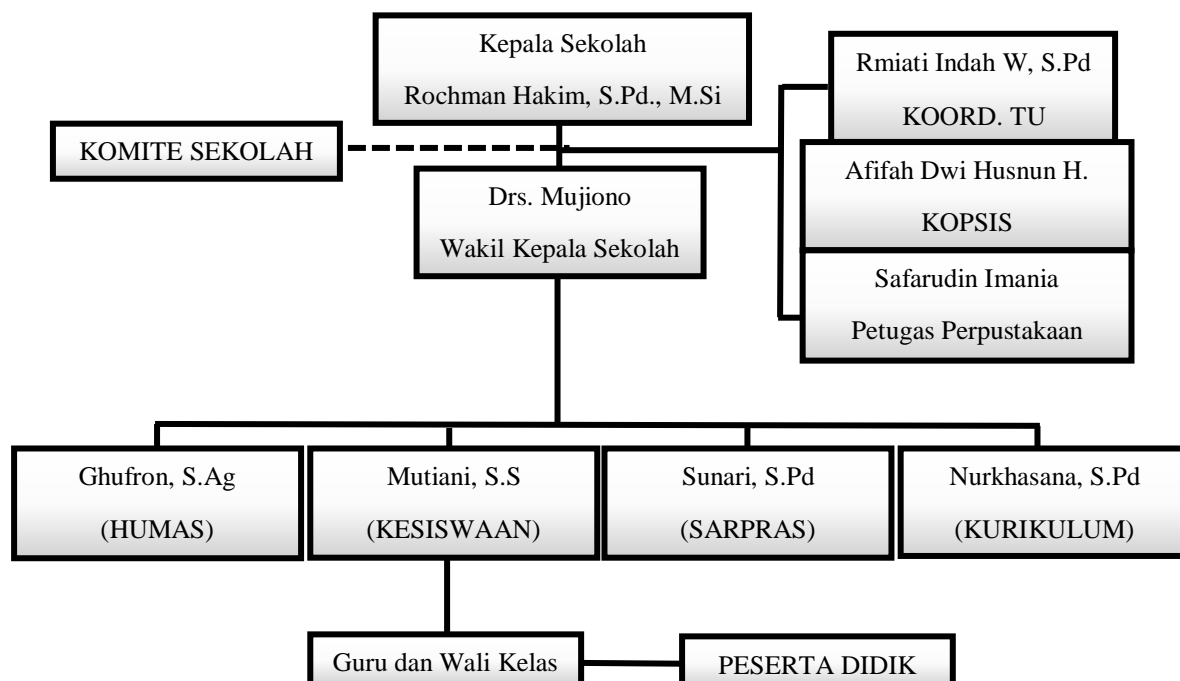 Kepala Sekolah
Rochman Hakim, S.Pd., M.Si
Rmiati Indah W, S.Pd
KOORD. TU
KOMITE SEKOLAH
Afifah Dwi Husnun H.
KOPSIS
Drs. Mujiono
Wakil Kepala Sekolah
Safarudin Imania
Petugas Perpustakaan
Ghufron, S.Ag
(HUMAS)
Mutiani, S.S
(KESISWAAN)
Sunari, S.Pd
(SARPRAS)
Nurkhasana, S.Pd
(KURIKULUM)
Guru dan Wali Kelas
PESERTA DIDIK